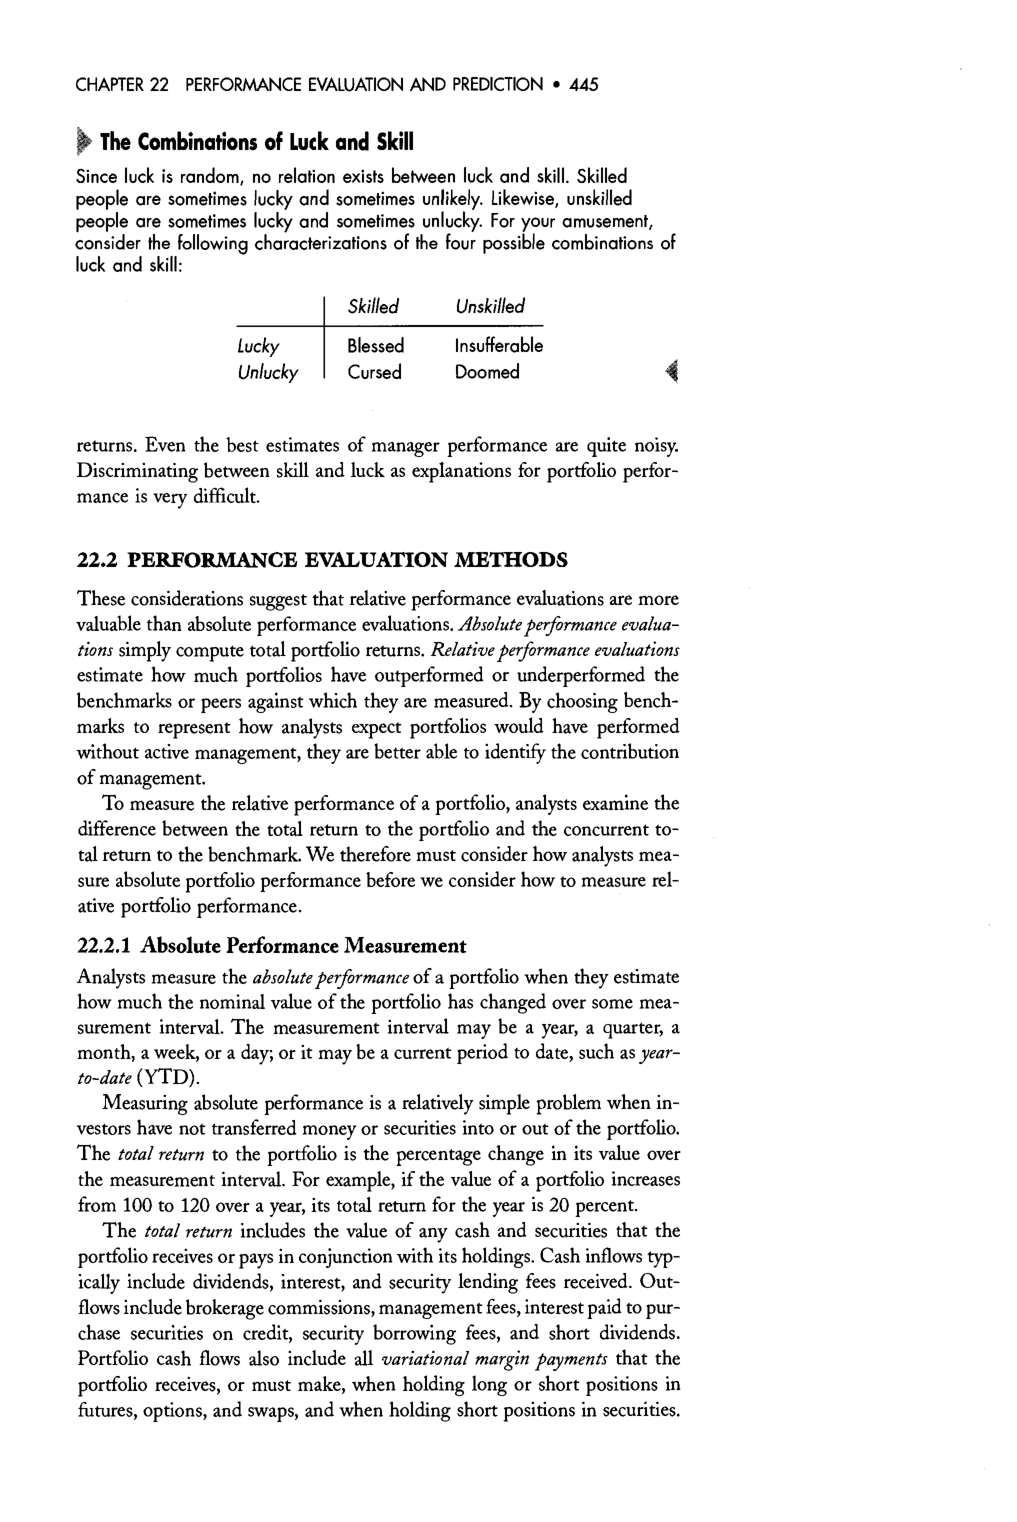 CHAPTER 22 PERFORMANCE EVALUATION AND PREDICTION • 445
The Combinations of Luck and Skill
Since luck is random, no relation exists between luck and skill. Skilled
people are sometimes lucky and sometimes unlikely. Likewise, unskilled
people are sometimes lucky and sometimes unlucky. For your amusement,
consider the following characterizations of the four possible combinations of
luck and skill:
Skilled Unskilled
Lucky Blessed Insufferable
Unlucky Cursed Doomed
returns. Even the best estimates of manager performance are quite noisy.
Discriminating between skill and luck as explanations for portfolio perfor-
mance is very difficult.
22.2 PERFORMANCE EVALUATION METHODS
These considerations suggest that relative performance evaluations are more
valuable than absolute performance evaluations. Absolute performance evalua-
tions simply compute total portfolio returns. Relative performance evaluations
estimate how much portfolios have outperformed or underperformed the
benchmarks or peers against which they are measured. By choosing bench-
marks to represent how analysts expect portfolios would have performed
without active management, they are better able to identify the contribution
of management.
To measure the relative performance of a portfolio, analysts examine the
difference between the total return to the portfolio and the concurrent to-
tal return to the benchmark. We therefore must consider how analysts mea-
sure absolute portfolio performance before we consider how to measure rel-
ative portfolio performance.
22.2.1 Absolute Performance Measurement
Analysts measure the absolute performance of a portfolio when they estimate
how much the nominal value of the portfolio has changed over some mea-
surement interval. The measurement interval may be a year, a quarter, a
month, a week, or a day; or it may be a current period to date, such as year-
to-date (YTD).
Measuring absolute performance is a relatively simple problem when in-
vestors have not transferred money or securities into or out of the portfolio.
The total return to the portfolio is the percentage change in its value over
the measurement interval. For example, if the value of a portfolio increases
from 100 to 120 over a year, its total return for the year is 20 percent.
The total return includes the value of any cash and securities that the
portfolio receives or pays in conjunction with its holdings. Cash inflows typ-
ically include dividends, interest, and security lending fees received. Out-
flows include brokerage commissions, management fees, interest paid to pur-
chase securities on credit, security borrowing fees, and short dividends.
Portfolio cash flows also include all variational margin payments that the
portfolio receives, or must make, when holding long or short positions in
futures, options, and swaps, and when holding short positions in securities.